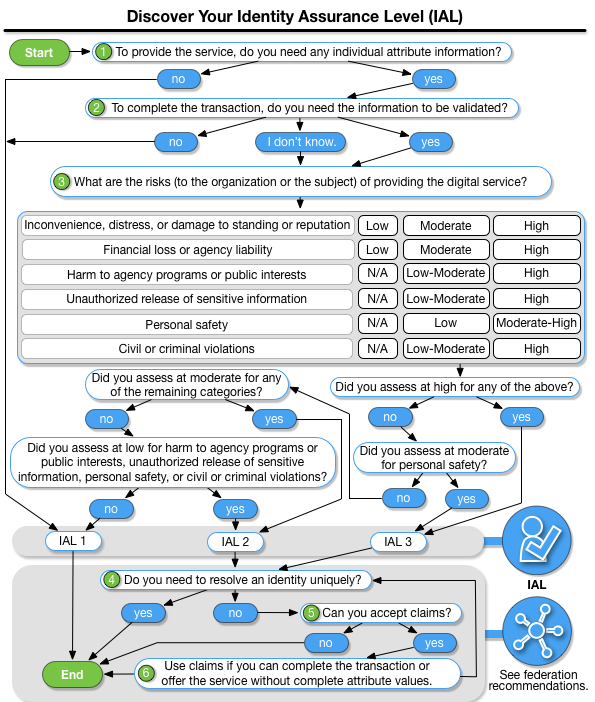 Discover Your Identity Assurance Level (IAL)
Start
1 To provide the service, do you need any individual attribute information?
no
yes
2 To complete the transaction, do you need the information to be validated?
no
I don't know.
yes
3 What are the risks (to the organization or the subject) of providing the digital service?
Inconvenience, distress, or damage to standing or reputation Low Moderate High
Financial loss or agency liability Low Moderate High
Harm to agency programs or public interests N/A Low-Moderate High
Unauthorized release of sensitive information N/A Low-Moderate High
Personal safety N/A Low Moderate-High
Civil or criminal violations N/A Low-Moderate High
Did you assess at moderate for any
of the remaining categories?
Did you assess at high for any of the above?
no
yes
no
yes
Did you assess at low for harm to agency programs or
public interests, unauthorized release of sensitive
information, personal safety, or civil or criminal violations?
Did you assess at moderate
for personal safety?
no
yes
no
yes
IAL 1
IAL 2
IAL 3
IAL
4 Do you need to resolve an identity uniquely?
yes
no
5 Can you accept claims?
no
yes
End
6 Use claims if you can complete the transaction or
offer the service without complete attribute values.
See federation
recommendations.